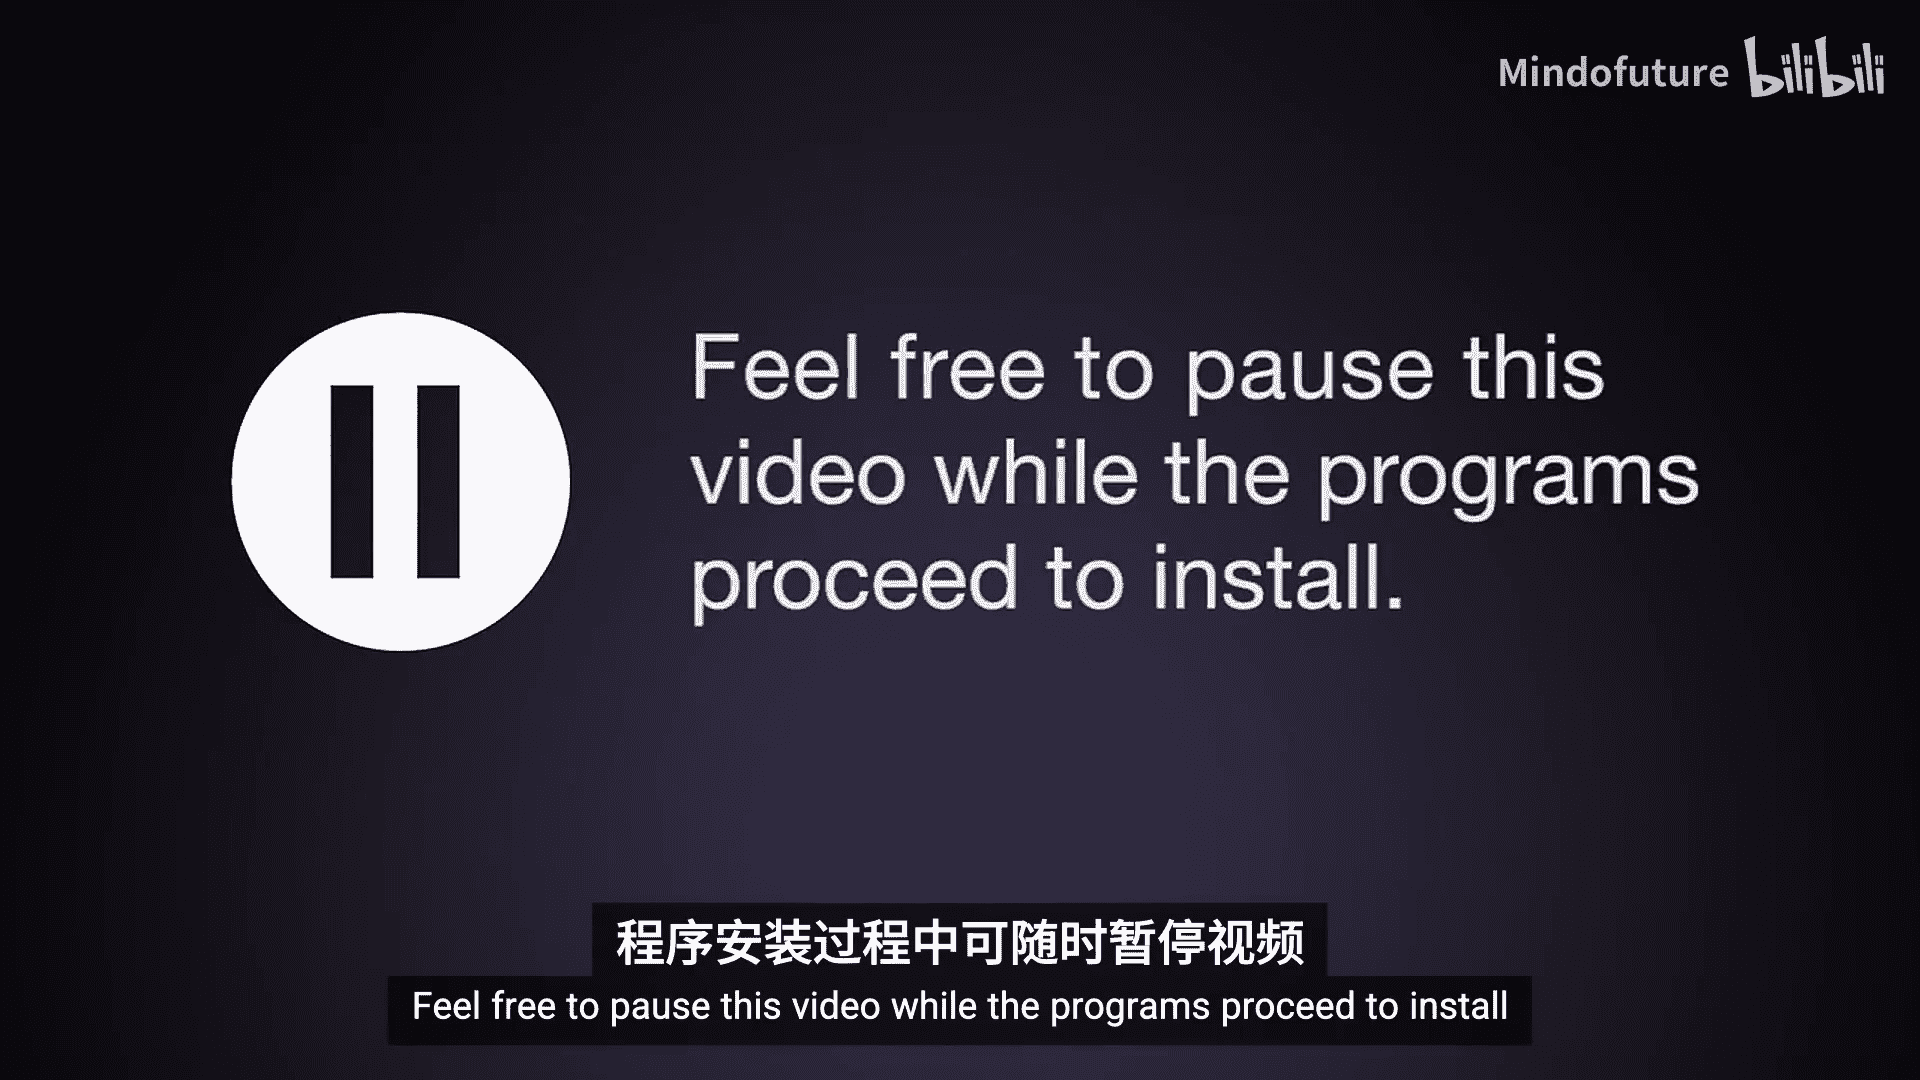 Mindofuture bilibili
Feel free to pause this
video while the programs
proceed to install.
程序安装过程中可随时暂停视频
Feel free to pause this video while the programs proceed to install